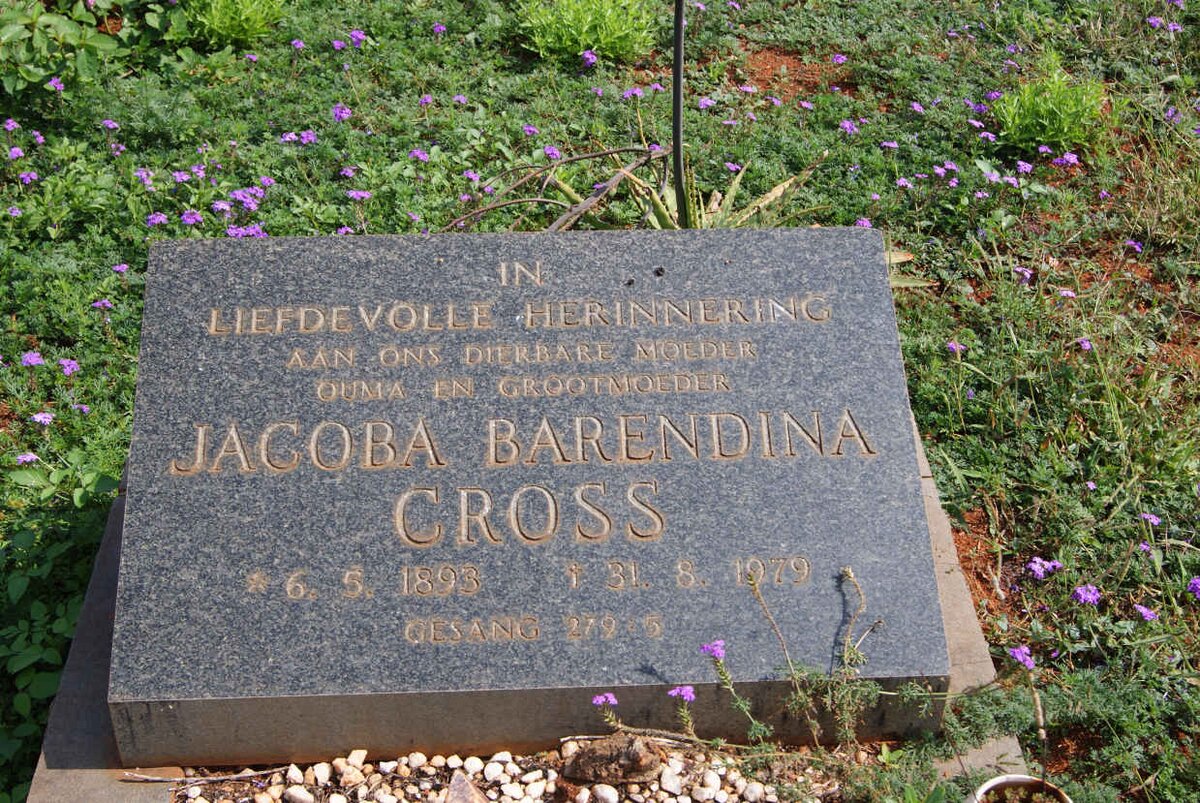 IN
LIEFDEVOLLE HERINNERING
AAN ONS DIERBARE MOEDER
OUMA EN GROOTMOEDER
JACOBA BARENDINA
CROSS
* 6. 5. 1893 † 31. 8. 1979
GESANG 279:5